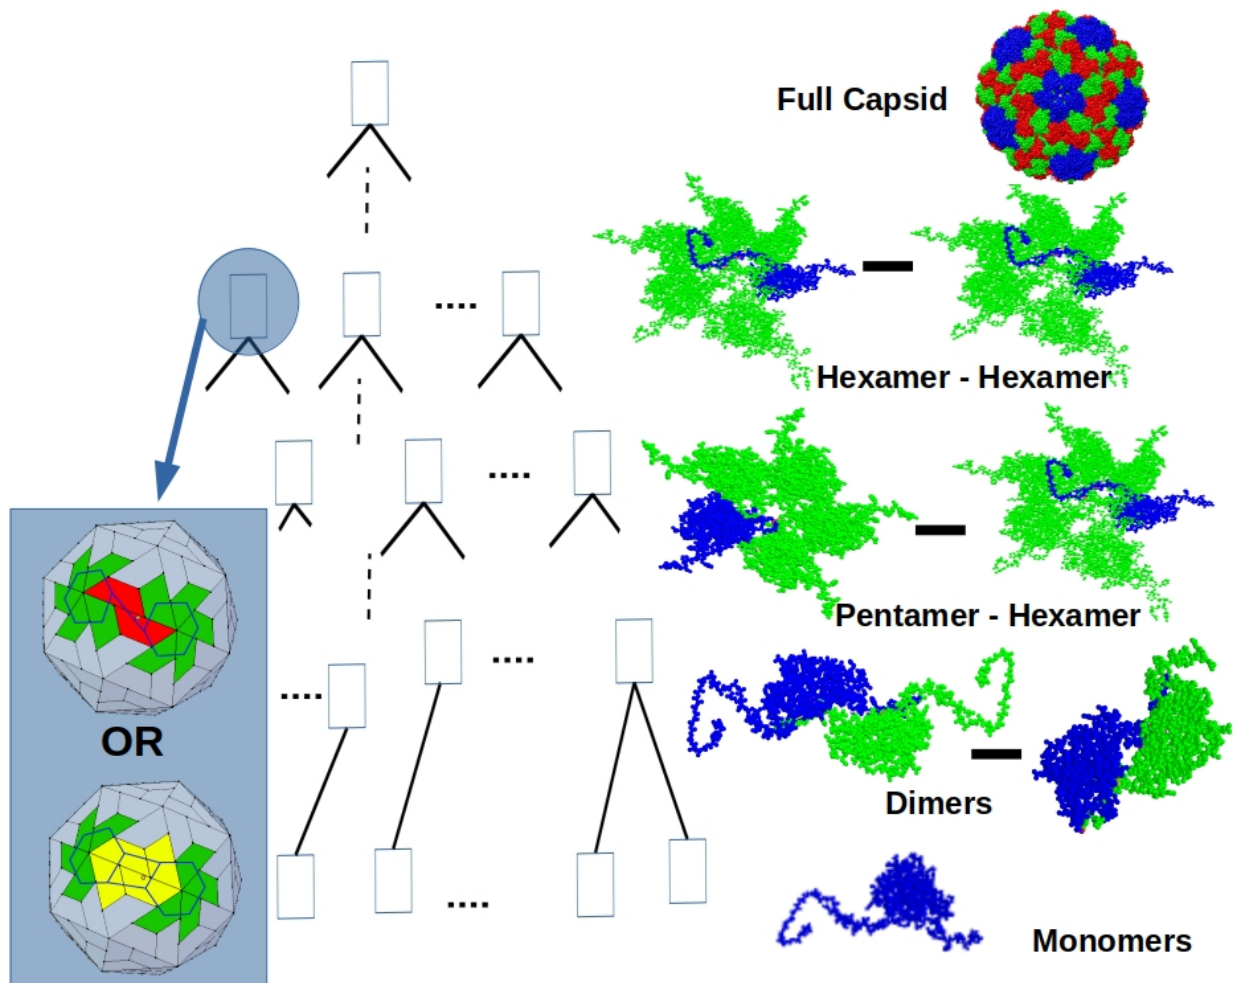 Full Capsid
Hexamer - Hexamer
Pentamer - Hexamer
OR
Dimers
Monomers